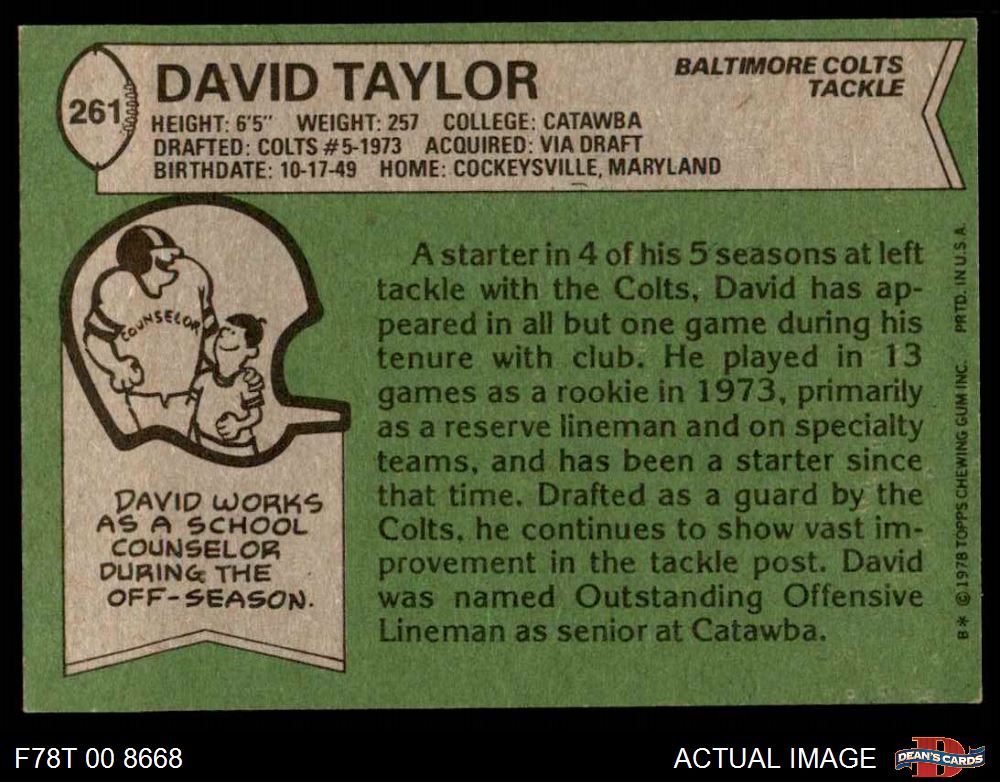 261
DAVID TAYLOR
BALTIMORE COLTS
TACKLE
HEIGHT: 6'5" WEIGHT: 257 COLLEGE: CATAWBA
DRAFTED: COLTS #5-1973 ACQUIRED: VIA DRAFT
BIRTHDATE: 10-17-49 HOME: COCKEYSVILLE, MARYLAND
COUNSELOR
DAVID WORKS
AS A SCHOOL
COUNSELOR
DURING THE
OFF-SEASON.
A starter in 4 of his 5 seasons at left
tackle with the Colts, David has ap-
peared in all but one game during his
tenure with club. He played in 13
games as a rookie in 1973, primarily
as a reserve lineman and on specialty
teams, and has been a starter since
that time. Drafted as a guard by the
Colts, he continues to show vast im-
provement in the tackle post. David
was named Outstanding Offensive
Lineman as senior at Catawba.
B* © 1978 TOPPS CHEWING GUM INC. PRTD. IN U.S.A.
F78T 00 8668
ACTUAL IMAGE
D
DEAN'S CARDS